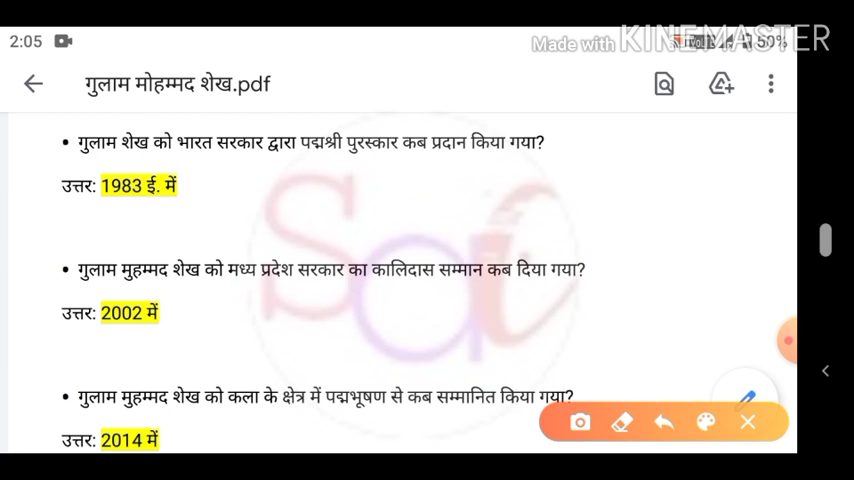 2:05
Made with KINEMASTER
50%
गुलाम मोहम्मद शेख.pdf
• गुलाम शेख को भारत सरकार द्वारा पद्मश्री पुरस्कार कब प्रदान किया गया?
उत्तर: 1983 ई. में
• गुलाम मुहम्मद शेख को मध्य प्रदेश सरकार का कालिदास सम्मान कब दिया गया?
उत्तर: 2002 में
• गुलाम मुहम्मद शेख को कला के क्षेत्र में पद्मभूषण से कब सम्मानित किया गया?
उत्तर: 2014 में
Sai